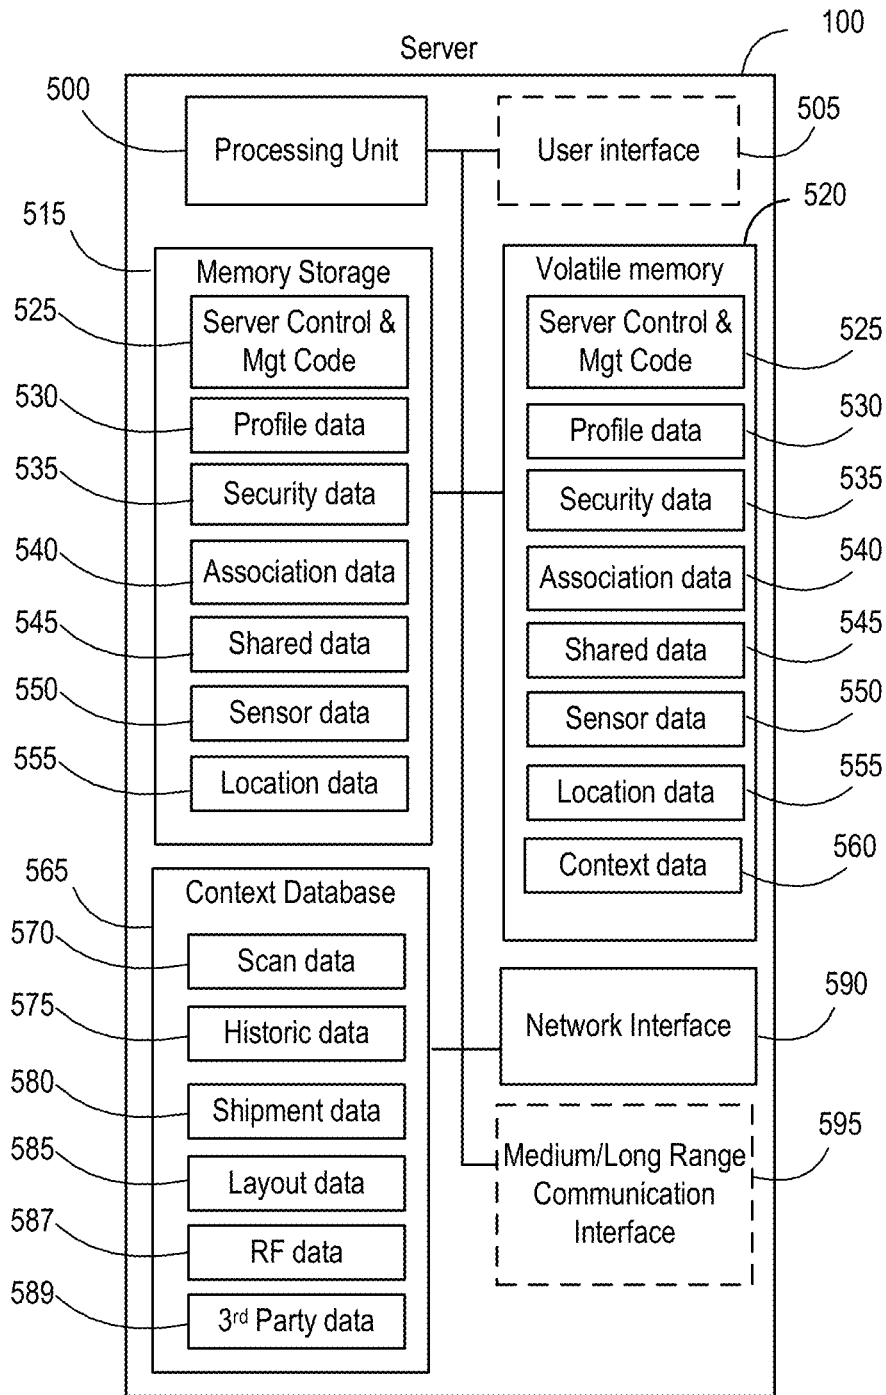 Server
100
500
Processing Unit
User interface
505
515
520
Memory Storage
525
Server Control &
Mgt Code
530
Profile data
535
Security data
540
Association data
545
Shared data
550
Sensor data
555
Location data
Volatile memory
Server Control &
Mgt Code
525
Profile data
530
Security data
535
Association data
540
Shared data
545
Sensor data
550
Location data
555
Context data
560
565
Context Database
570
Scan data
575
Historic data
580
Shipment data
585
Layout data
587
RF data
589
3rd Party data
Network Interface
590
Medium/Long Range
Communication
Interface
595